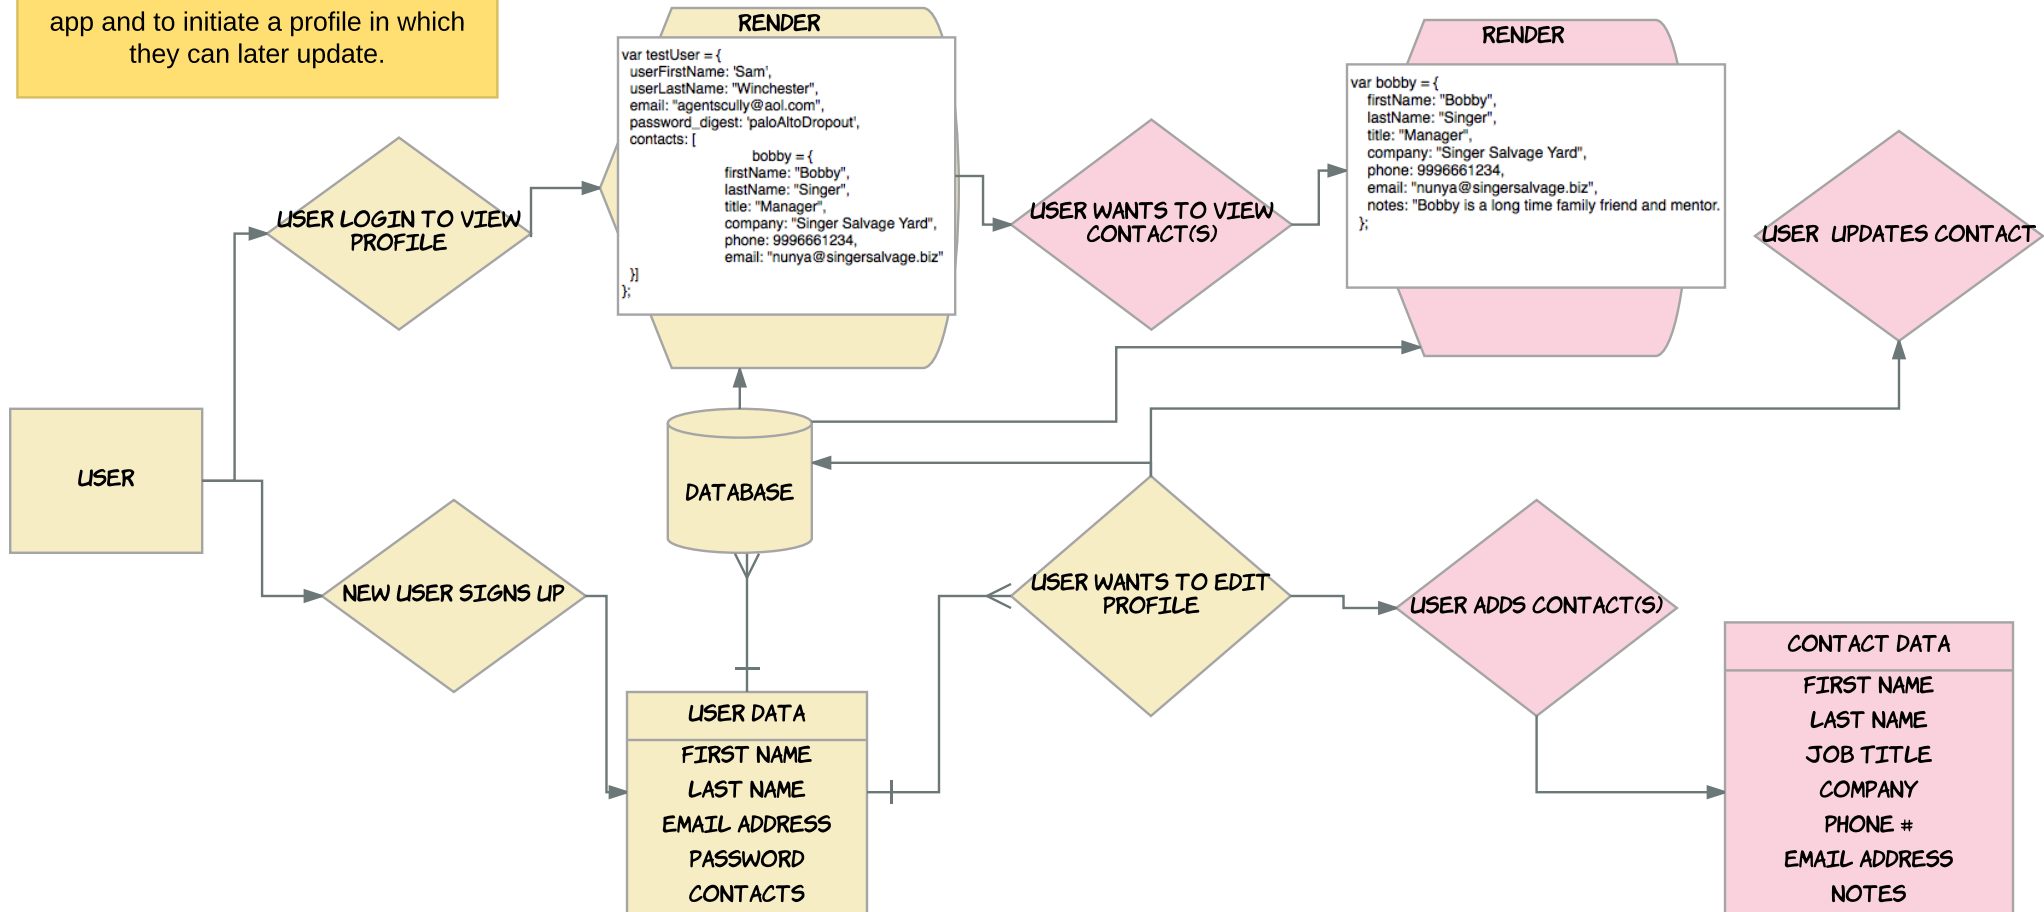 app and to initiate a profile in which
they can later update.
RENDER
var testUser = {
userFirstName: 'Sam',
userLastName: "Winchester",
email: "agentscully@aol.com",
password_digest: 'paloAltoDropout',
contacts: [
bobby = {
firstName: "Bobby",
lastName: "Singer",
title: "Manager",
company: "Singer Salvage Yard",
phone: 9996661234,
email: "nunya@singersalvage.biz"
}]
};
RENDER
var bobby = {
firstName: "Bobby",
lastName: "Singer",
title: "Manager",
company: "Singer Salvage Yard",
phone: 9996661234,
email: "nunya@singersalvage.biz",
notes: "Bobby is a long time family friend and mentor.
};
USER LOGIN TO VIEW
PROFILE
USER WANTS TO VIEW
CONTACT(S)
USER UPDATES CONTACT
USER
DATABASE
NEW USER SIGNS UP
USER WANTS TO EDIT
PROFILE
USER ADDS CONTACT(S)
USER DATA
FIRST NAME
LAST NAME
EMAIL ADDRESS
PASSWORD
CONTACTS
CONTACT DATA
FIRST NAME
LAST NAME
JOB TITLE
COMPANY
PHONE #
EMAIL ADDRESS
NOTES